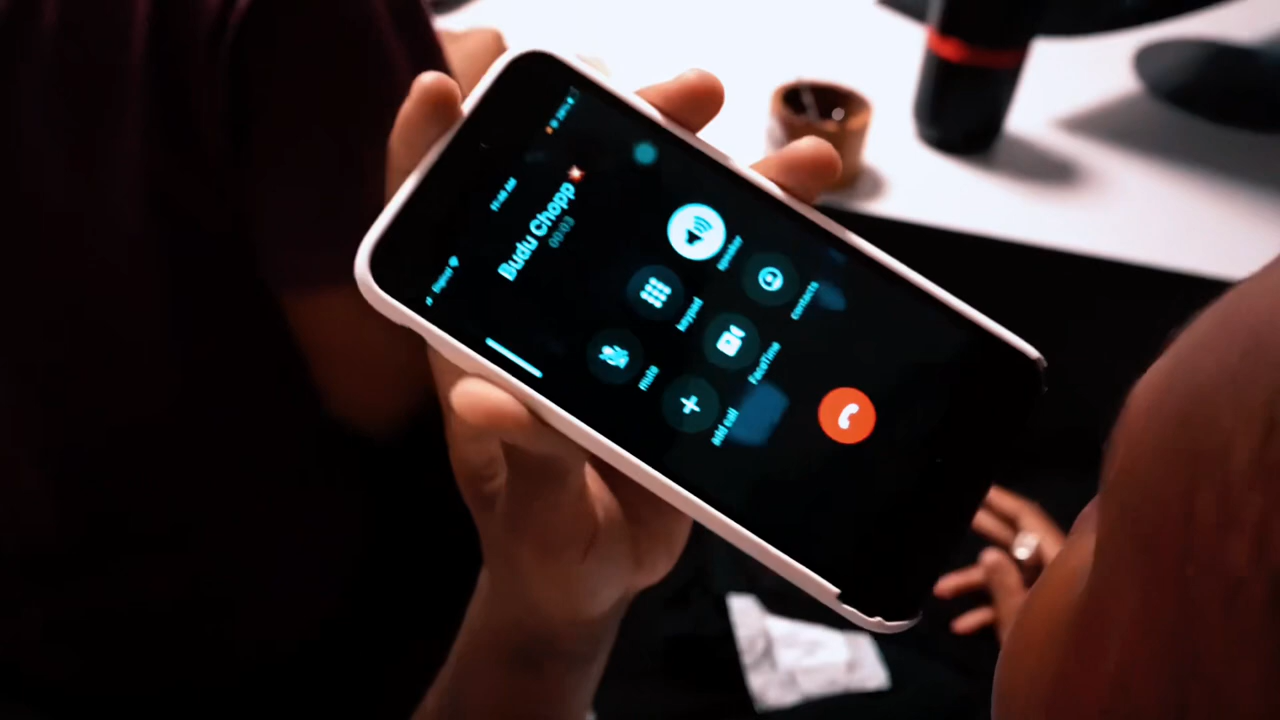 Budu Chopp
00:03
mute
keypad
speaker
add call
FaceTime
contacts